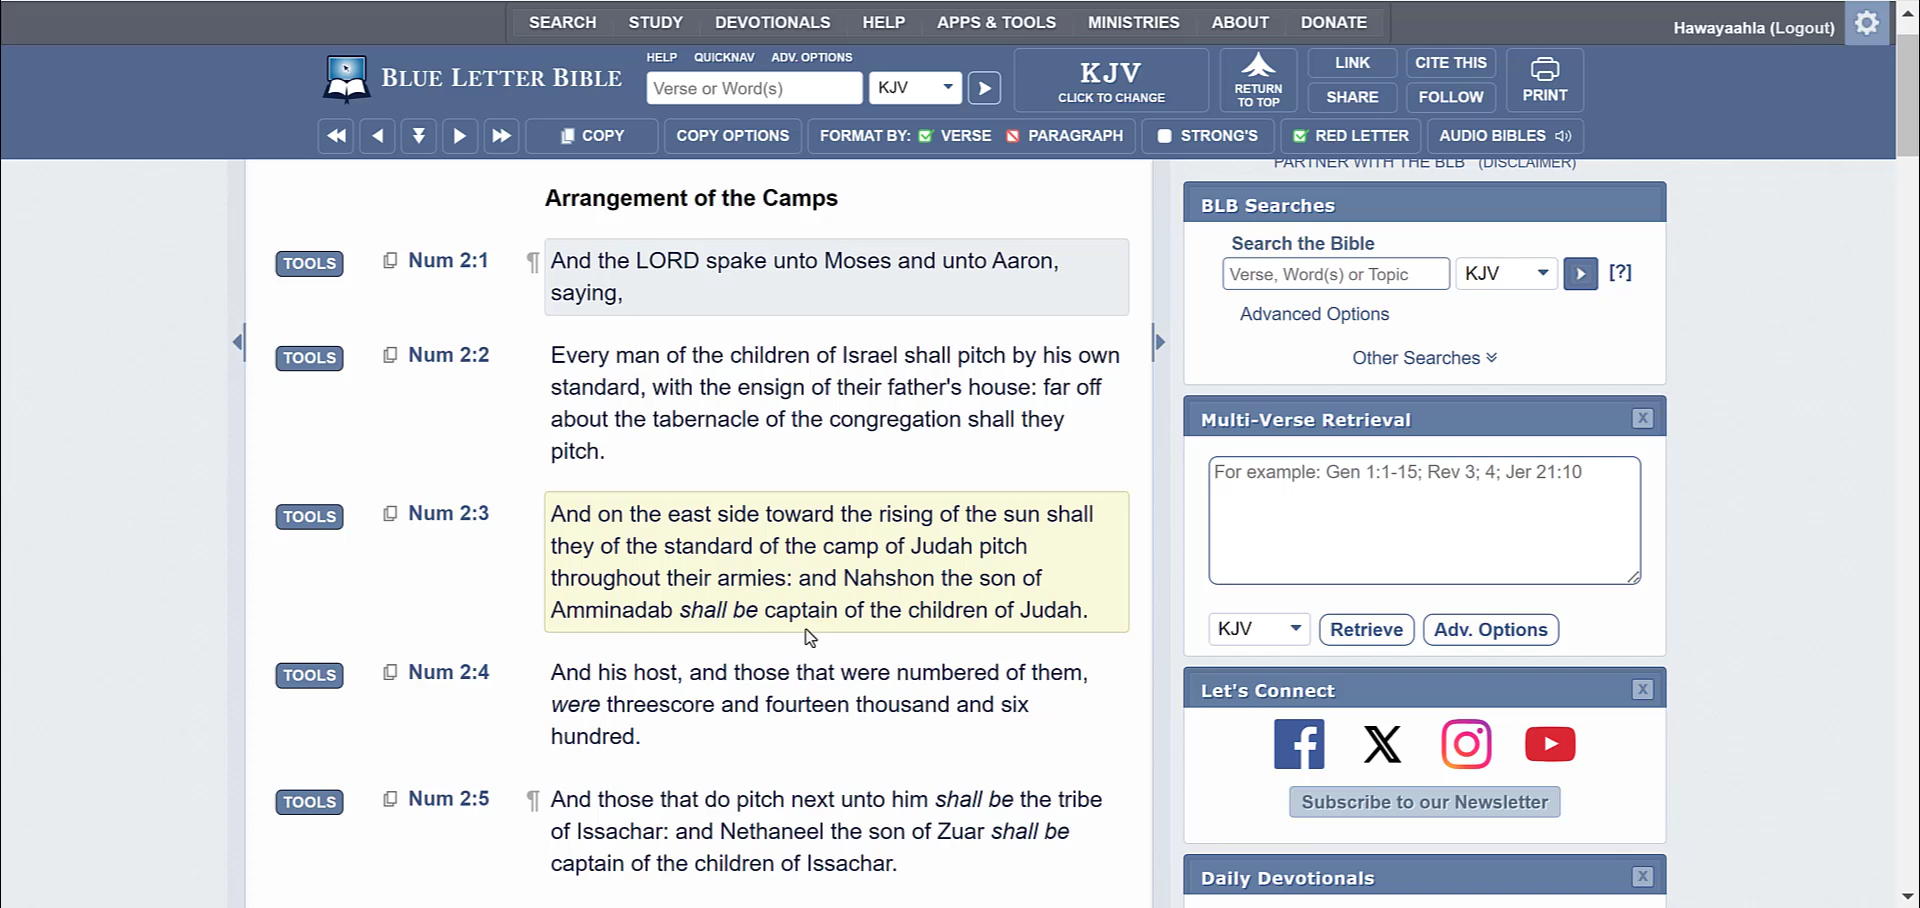 SEARCH STUDY DEVOTIONALS HELP APPS & TOOLS MINISTRIES ABOUT DONATE
Hawayaahla (Logout)
BLUE LETTER BIBLE
HELP QUICKNAV ADV. OPTIONS
Verse or Word(s) KJV
KJV
CLICK TO CHANGE
RETURN
TO TOP
LINK CITE THIS
SHARE FOLLOW
PRINT
COPY COPY OPTIONS FORMAT BY: VERSE PARAGRAPH STRONG'S RED LETTER AUDIO BIBLES
Arrangement of the Camps
TOOLS Num 2:1 ¶ And the LORD spake unto Moses and unto Aaron,
saying,
TOOLS Num 2:2 Every man of the children of Israel shall pitch by his own
standard, with the ensign of their father's house: far off
about the tabernacle of the congregation shall they
pitch.
TOOLS Num 2:3 And on the east side toward the rising of the sun shall
they of the standard of the camp of Judah pitch
throughout their armies: and Nahshon the son of
Amminadab shall be captain of the children of Judah.
TOOLS Num 2:4 And his host, and those that were numbered of them,
were threescore and fourteen thousand and six
hundred.
TOOLS Num 2:5 ¶ And those that do pitch next unto him shall be the tribe
of Issachar: and Nethaneel the son of Zuar shall be
captain of the children of Issachar.
PARTNER WITH THE BLB (DISCLAIMER)
BLB Searches
Search the Bible
Verse, Word(s) or Topic KJV [?]
Advanced Options
Other Searches
Multi-Verse Retrieval X
For example: Gen 1:1-15; Rev 3; 4; Jer 21:10
KJV Retrieve Adv. Options
Let's Connect X
Subscribe to our Newsletter
Daily Devotionals X